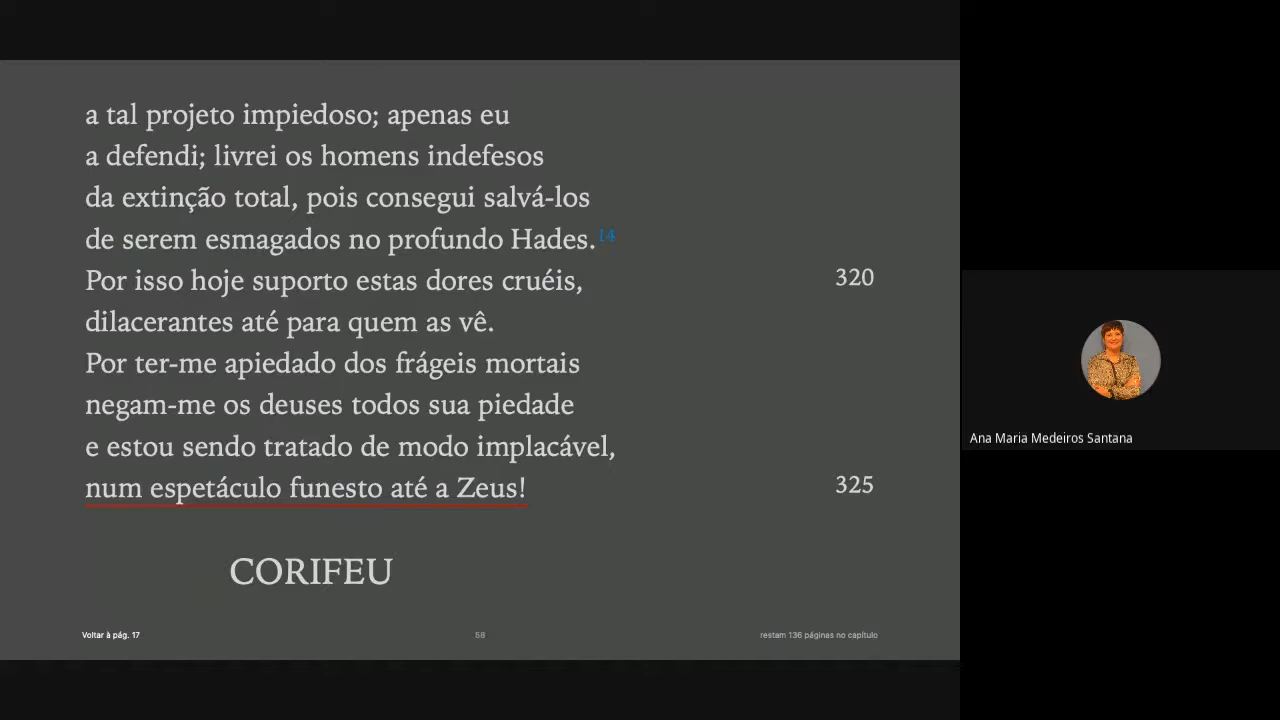 a tal projeto impiedoso; apenas eu
a defendi; livrei os homens indefesos
da extinção total, pois consegui salvá-los
de serem esmagados no profundo Hades.14
Por isso hoje suporto estas dores cruéis, 320
dilacerantes até para quem as vê.
Por ter-me apiedado dos frágeis mortais
negam-me os deuses todos sua piedade
e estou sendo tratado de modo implacável,
num espetáculo funesto até a Zeus! 325
CORIFEU
Voltar à pág. 17 58 restam 136 páginas no capítulo
Ana Maria Medeiros Santana